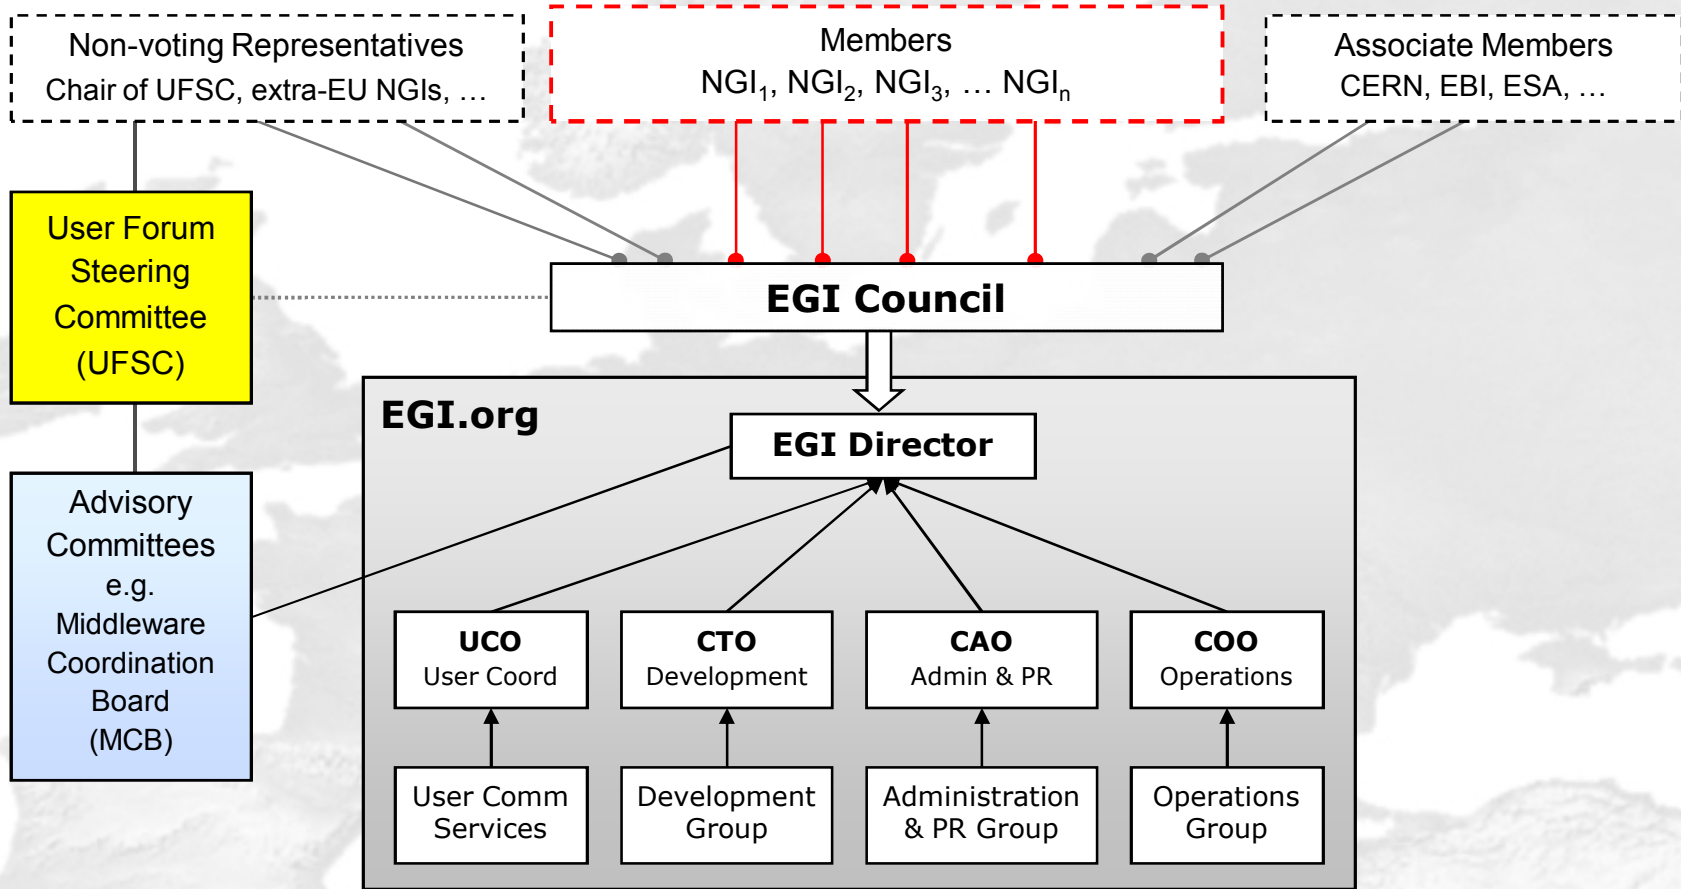 Non-voting Representatives
Chair of UFSC, extra-EU NGIs, …
Members
NGI₁, NGI₂, NGI₃, … NGIₙ
Associate Members
CERN, EBI, ESA, …
User Forum
Steering
Committee
(UFSC)
EGI Council
EGI.org
EGI Director
Advisory
Committees
e.g.
Middleware
Coordination
Board
(MCB)
UCO
User Coord
CTO
Development
CAO
Admin & PR
COO
Operations
User Comm
Services
Development
Group
Administration
& PR Group
Operations
Group